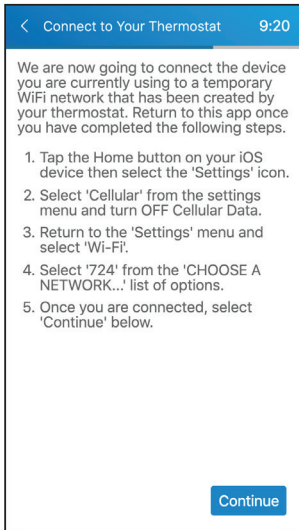 < Connect to Your Thermostat 9:20
We are now going to connect the device
you are currently using to a temporary
WiFi network that has been created by
your thermostat. Return to this app once
you have completed the following steps.
1. Tap the Home button on your iOS
device then select the 'Settings' icon.
2. Select 'Cellular' from the settings
menu and turn OFF Cellular Data.
3. Return to the 'Settings' menu and
select 'Wi-Fi'.
4. Select '724' from the 'CHOOSE A
NETWORK...' list of options.
5. Once you are connected, select
'Continue' below.
Continue